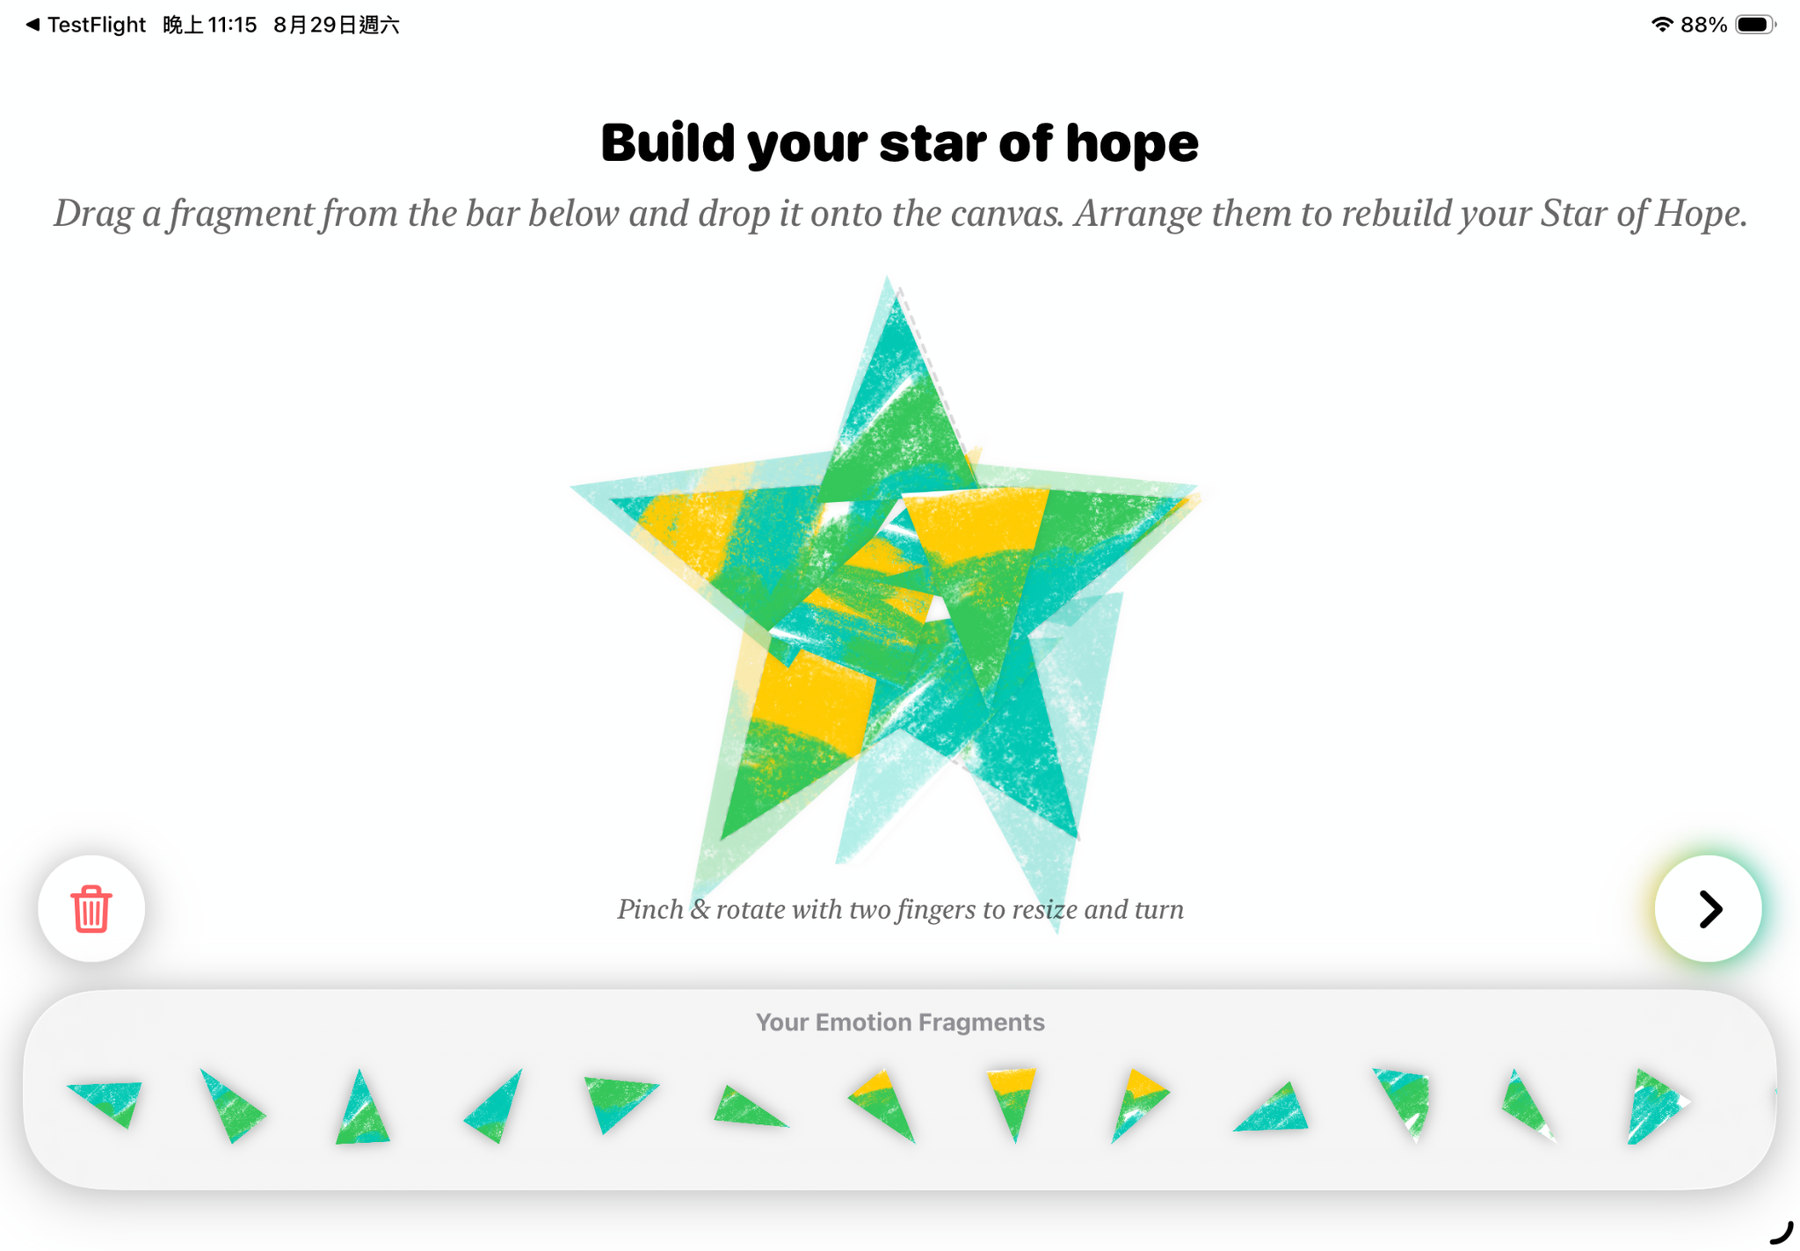 TestFlight 晚上11:15 8月29日週六 88%
Build your star of hope
Drag a fragment from the bar below and drop it onto the canvas. Arrange them to rebuild your Star of Hope.
Pinch & rotate with two fingers to resize and turn
Your Emotion Fragments